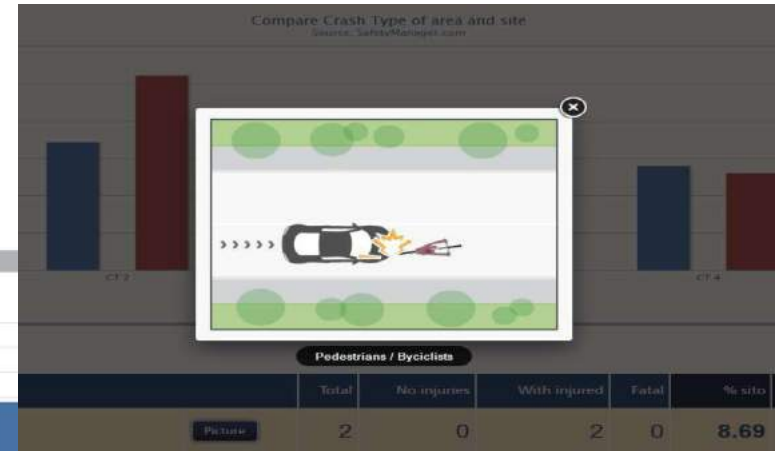 Compare Crash Type of area and site
Source: SafetyManager.com
CT 2
CT 4
Pedestrians / Byciclists
Total No-injuries With injured Fatal % sito
Picture 2 0 2 0 8.69